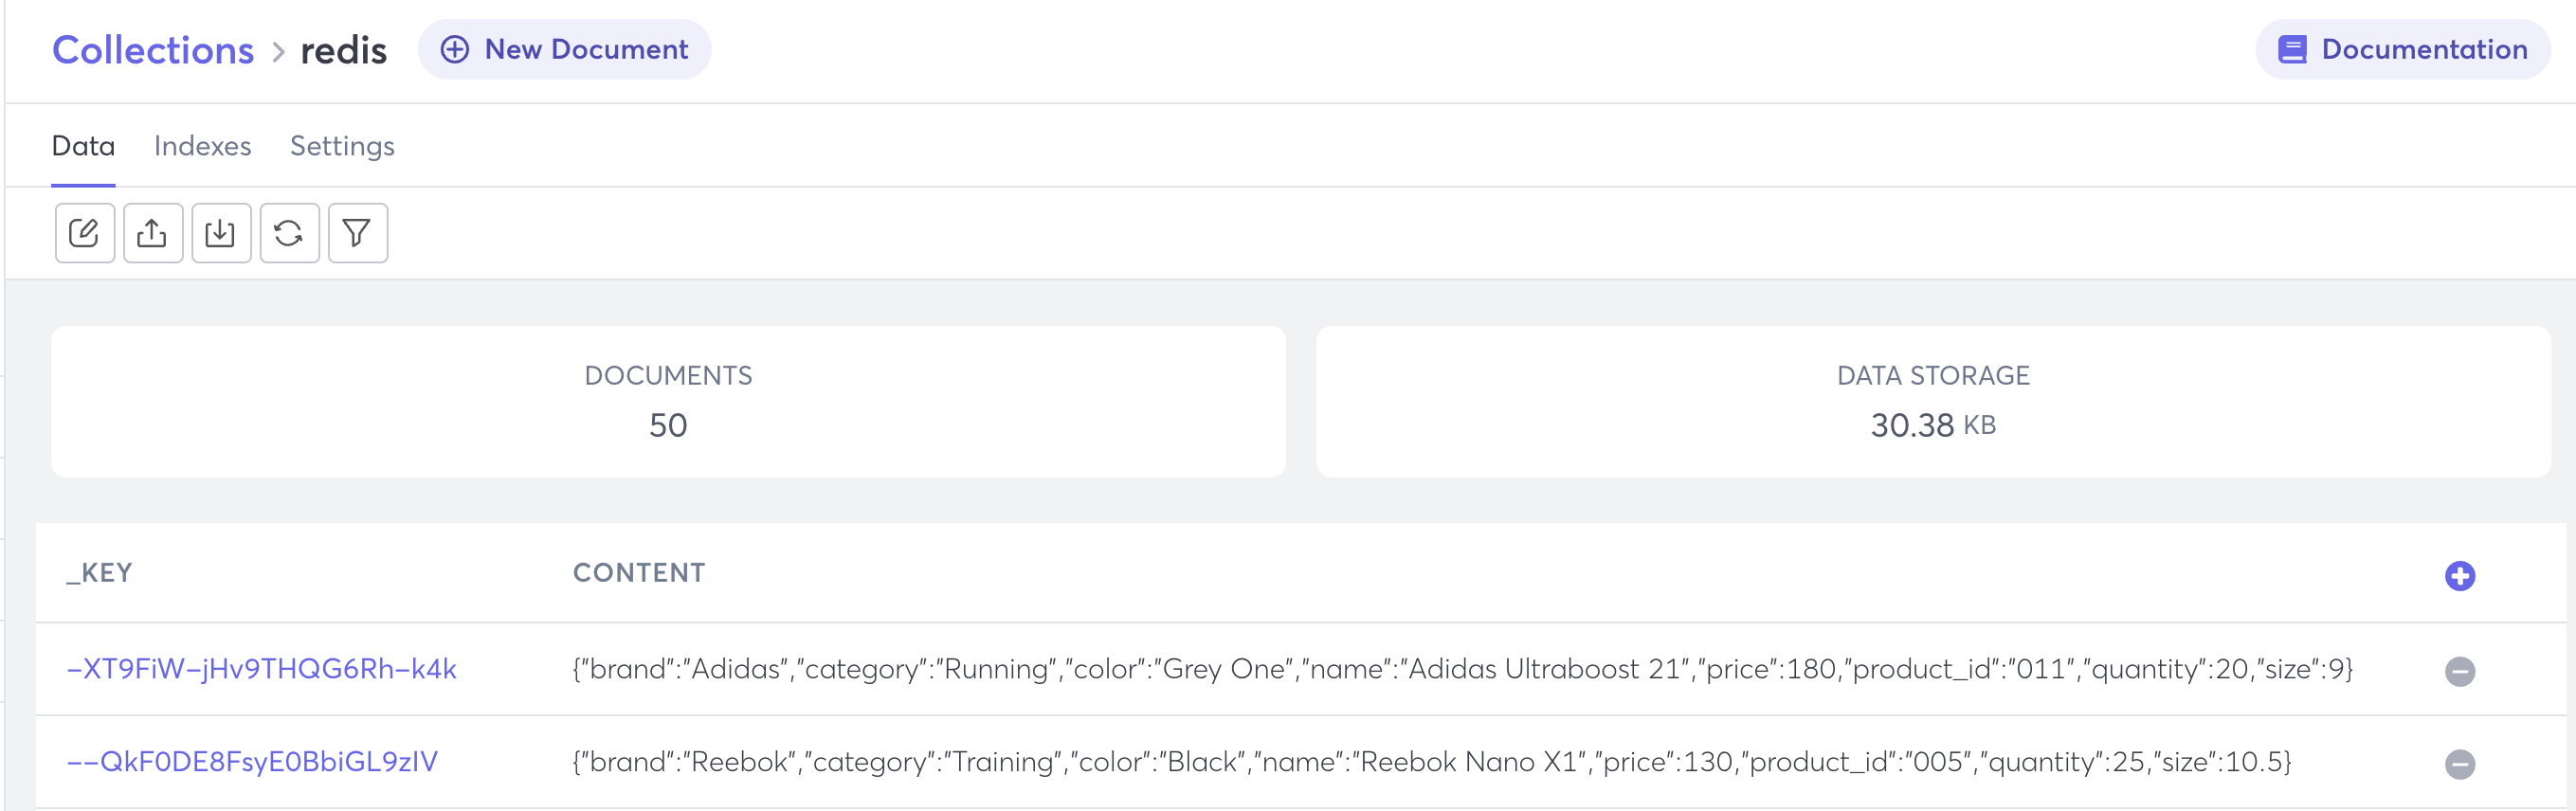 Collections > redis New Document Documentation
Data Indexes Settings
DOCUMENTS DATA STORAGE
50 30.38 KB
_KEY CONTENT
-XT9FiW-jHv9THQG6Rh-k4k {"brand":"Adidas","category":"Running","color":"Grey One","name":"Adidas Ultraboost 21","price":180,"product_id":"011","quantity":20,"size":9}
--QkF0DE8FsyE0BbiGL9zIV {"brand":"Reebok","category":"Training","color":"Black","name":"Reebok Nano X1","price":130,"product_id":"005","quantity":25,"size":10.5}